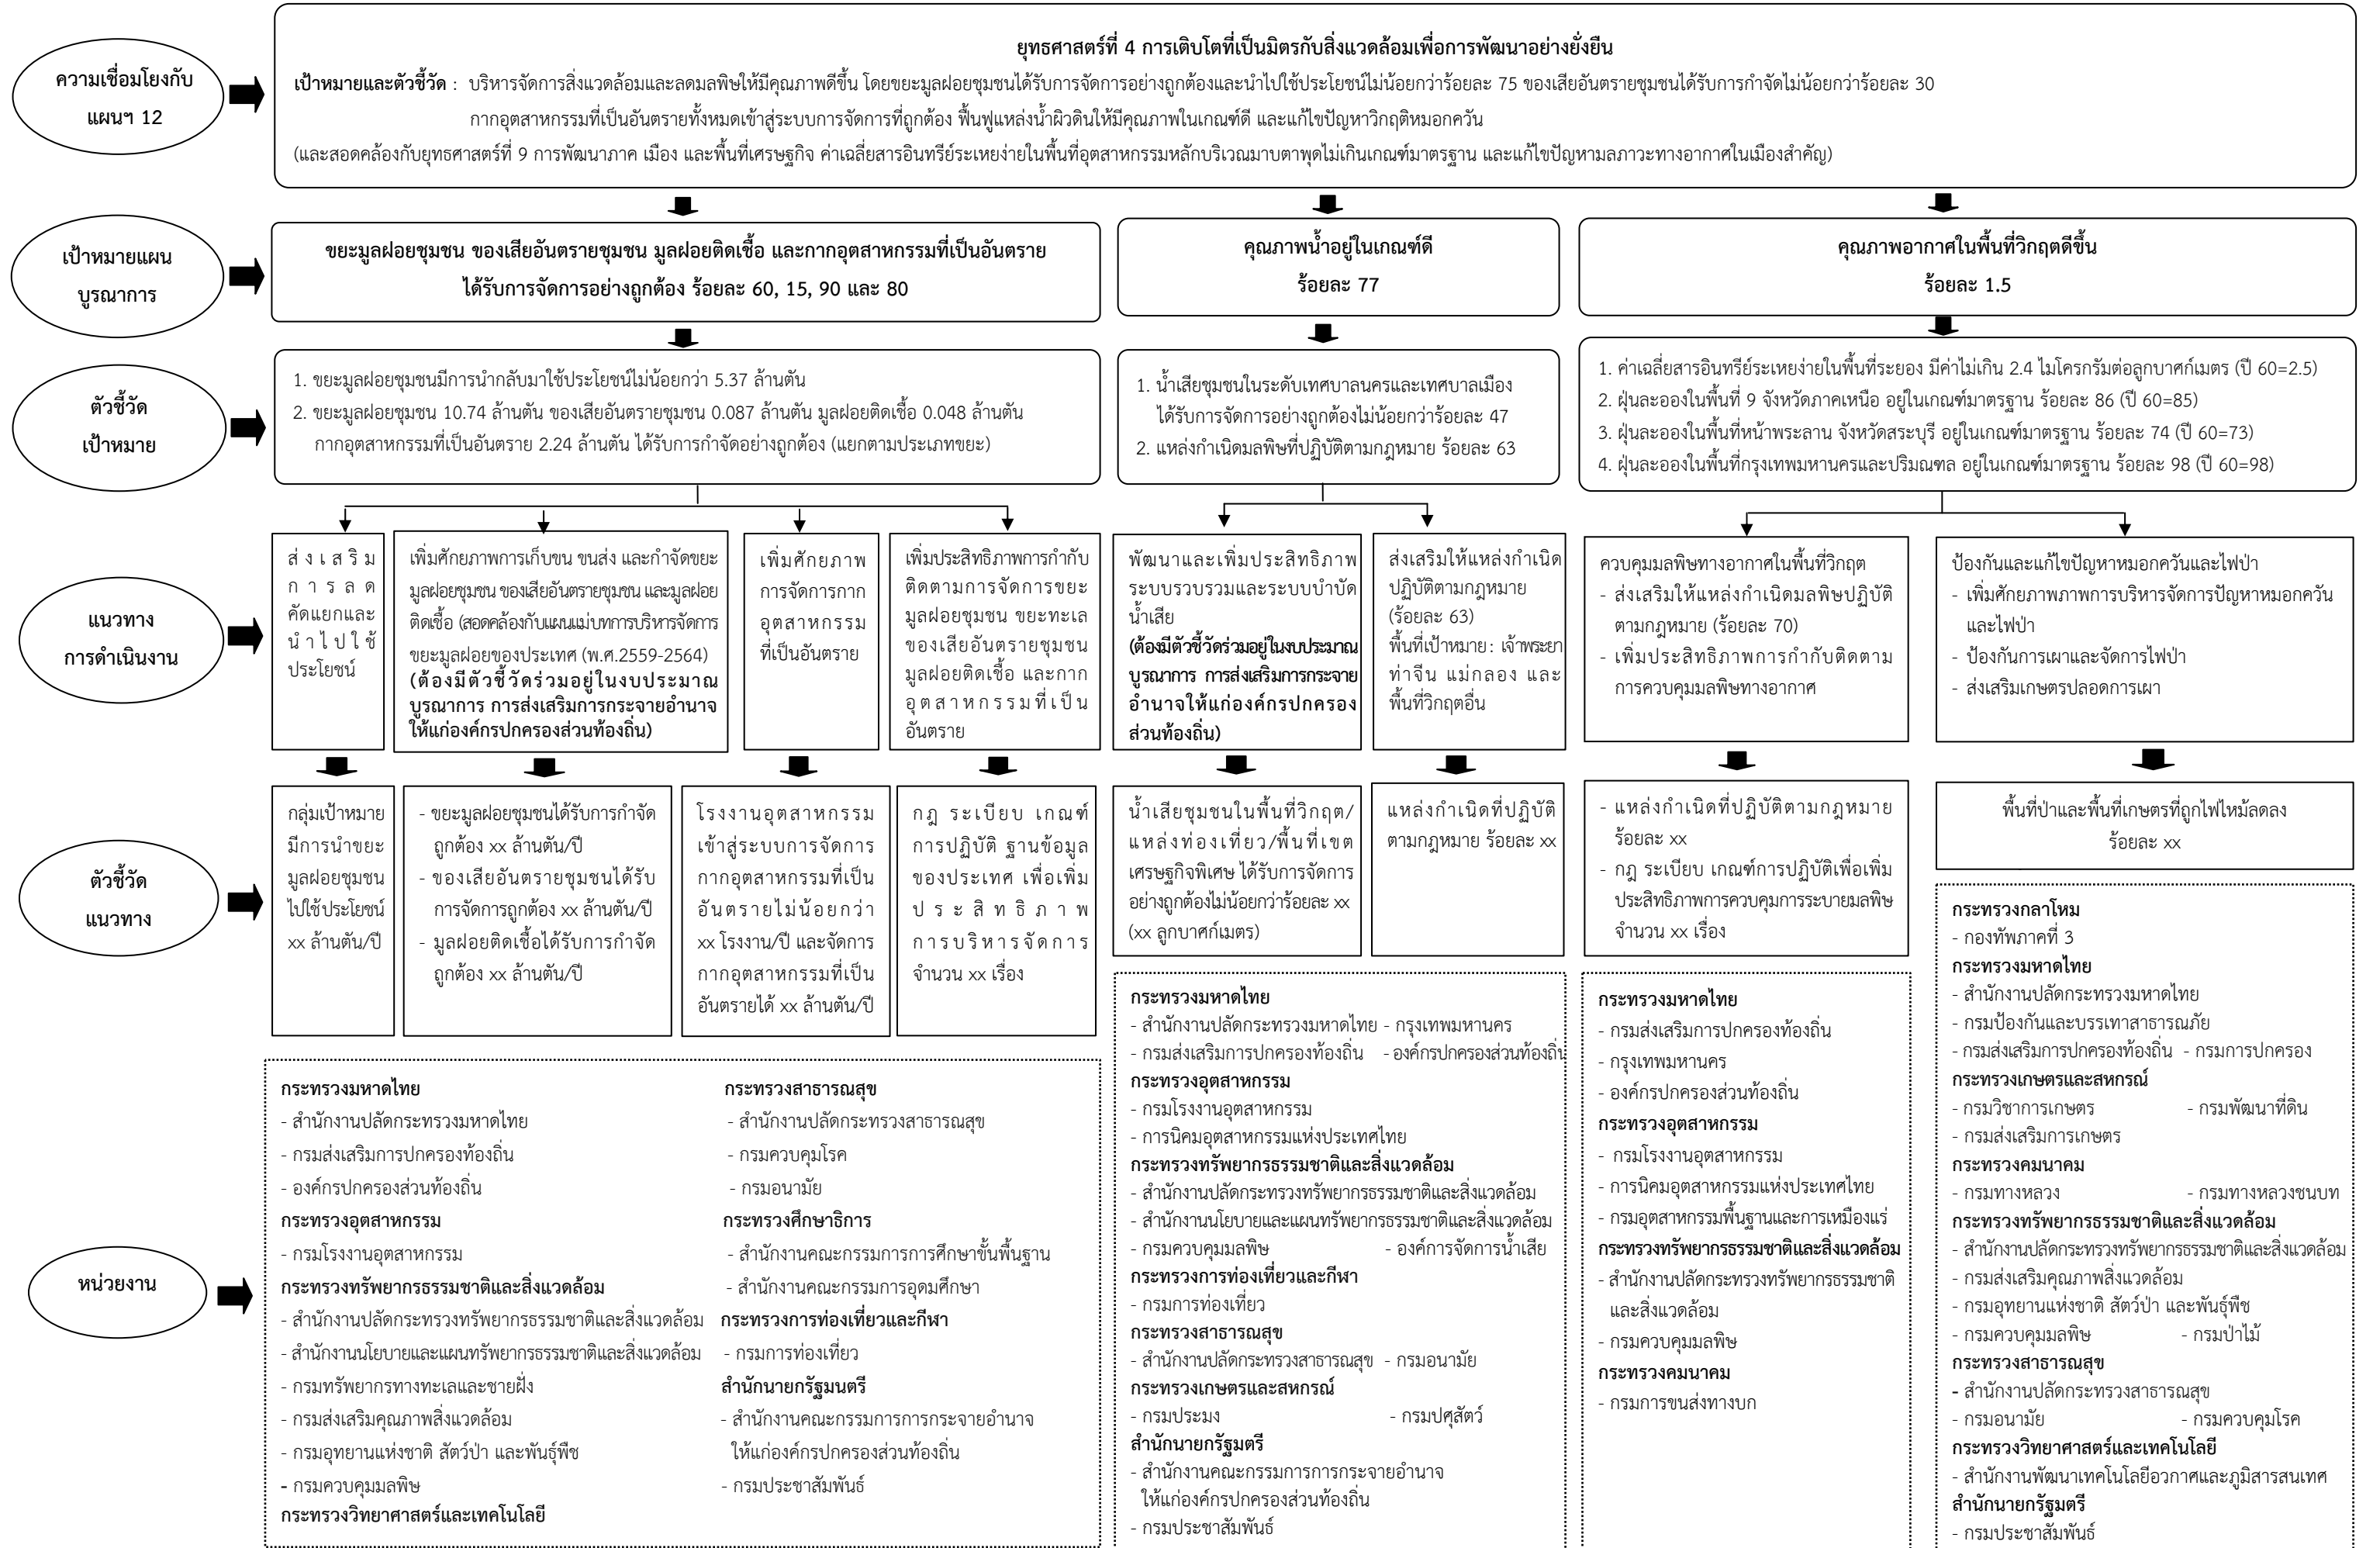 ความเชื่อมโยงกับ
แผนฯ 12
ยุทธศาสตร์ที่ 4 การเติบโตที่เป็นมิตรกับสิ่งแวดล้อมเพื่อการพัฒนาอย่างยั่งยืน
เป้าหมายและตัวชี้วัด : บริหารจัดการสิ่งแวดล้อมและลดมลพิษให้มีคุณภาพดีขึ้น โดยขยะมูลฝอยชุมชนได้รับการจัดการอย่างถูกต้องและนำไปใช้ประโยชน์ไม่น้อยกว่าร้อยละ 75 ของเสียอันตรายชุมชนได้รับการกำจัดไม่น้อยกว่าร้อยละ 30
กากอุตสาหกรรมที่เป็นอันตรายทั้งหมดเข้าสู่ระบบการจัดการที่ถูกต้อง ฟื้นฟูแหล่งน้ำผิวดินให้มีคุณภาพในเกณฑ์ดี และแก้ไขปัญหาวิกฤติหมอกควัน
(และสอดคล้องกับยุทธศาสตร์ที่ 9 การพัฒนาภาค เมือง และพื้นที่เศรษฐกิจ ค่าเฉลี่ยสารอินทรีย์ระเหยง่ายในพื้นที่อุตสาหกรรมหลักบริเวณมาบตาพุดไม่เกินเกณฑ์มาตรฐาน และแก้ไขปัญหามลภาวะทางอากาศในเมืองสำคัญ)
เป้าหมายแผน
บูรณาการ
ขยะมูลฝอยชุมชน ของเสียอันตรายชุมชน มูลฝอยติดเชื้อ และกากอุตสาหกรรมที่เป็นอันตราย
ได้รับการจัดการอย่างถูกต้อง ร้อยละ 60, 15, 90 และ 80
คุณภาพน้ำอยู่ในเกณฑ์ดี
ร้อยละ 77
คุณภาพอากาศในพื้นที่วิกฤตดีขึ้น
ร้อยละ 1.5
ตัวชี้วัด
เป้าหมาย
1. ขยะมูลฝอยชุมชนมีการนำกลับมาใช้ประโยชน์ไม่น้อยกว่า 5.37 ล้านตัน
2. ขยะมูลฝอยชุมชน 10.74 ล้านตัน ของเสียอันตรายชุมชน 0.087 ล้านตัน มูลฝอยติดเชื้อ 0.048 ล้านตัน
กากอุตสาหกรรมที่เป็นอันตราย 2.24 ล้านตัน ได้รับการกำจัดอย่างถูกต้อง (แยกตามประเภทขยะ)
1. น้ำเสียชุมชนในระดับเทศบาลนครและเทศบาลเมือง
ได้รับการจัดการอย่างถูกต้องไม่น้อยกว่าร้อยละ 47
2. แหล่งกำเนิดมลพิษที่ปฏิบัติตามกฎหมาย ร้อยละ 63
1. ค่าเฉลี่ยสารอินทรีย์ระเหยง่ายในพื้นที่ระยอง มีค่าไม่เกิน 2.4 ไมโครกรัมต่อลูกบาศก์เมตร (ปี 60=2.5)
2. ฝุ่นละอองในพื้นที่ 9 จังหวัดภาคเหนือ อยู่ในเกณฑ์มาตรฐาน ร้อยละ 86 (ปี 60=85)
3. ฝุ่นละอองในพื้นที่หน้าพระลาน จังหวัดสระบุรี อยู่ในเกณฑ์มาตรฐาน ร้อยละ 74 (ปี 60=73)
4. ฝุ่นละอองในพื้นที่กรุงเทพมหานครและปริมณฑล อยู่ในเกณฑ์มาตรฐาน ร้อยละ 98 (ปี 60=98)
แนวทาง
การดำเนินงาน
ส่งเสริม
การลด
คัดแยกและ
นำไปใช้
ประโยชน์
เพิ่มศักยภาพการเก็บขน ขนส่ง และกำจัดขยะ
มูลฝอยชุมชน ของเสียอันตรายชุมชน และมูลฝอย
ติดเชื้อ (สอดคล้องกับแผนแม่บทการบริหารจัดการ
ขยะมูลฝอยของประเทศ (พ.ศ.2559-2564)
(ต้องมีตัวชี้วัดร่วมอยู่ในงบประมาณ
บูรณาการ การส่งเสริมการกระจายอำนาจ
ให้แก่องค์กรปกครองส่วนท้องถิ่น)
เพิ่มศักยภาพ
การจัดการกาก
อุตสาหกรรม
ที่เป็นอันตราย
เพิ่มประสิทธิภาพการกำกับ
ติดตามการจัดการขยะ
มูลฝอยชุมชน ขยะทะเล
ของเสียอันตรายชุมชน
มูลฝอยติดเชื้อ และกาก
อุตสาหกรรมที่เป็น
อันตราย
พัฒนาและเพิ่มประสิทธิภาพ
ระบบรวบรวมและระบบบำบัด
น้ำเสีย
(ต้องมีตัวชี้วัดร่วมอยู่ในงบประมาณ
บูรณาการ การส่งเสริมการกระจาย
อำนาจให้แก่องค์กรปกครอง
ส่วนท้องถิ่น)
ส่งเสริมให้แหล่งกำเนิด
ปฏิบัติตามกฎหมาย
(ร้อยละ 63)
พื้นที่เป้าหมาย: เจ้าพระยา
ท่าจีน แม่กลอง และ
พื้นที่วิกฤตอื่น
ควบคุมมลพิษทางอากาศในพื้นที่วิกฤต
- ส่งเสริมให้แหล่งกำเนิดมลพิษปฏิบัติ
ตามกฎหมาย (ร้อยละ 70)
- เพิ่มประสิทธิภาพการกำกับติดตาม
การควบคุมมลพิษทางอากาศ
ป้องกันและแก้ไขปัญหาหมอกควันและไฟป่า
- เพิ่มศักยภาพภาพการบริหารจัดการปัญหาหมอกควัน
และไฟป่า
- ป้องกันการเผาและจัดการไฟป่า
- ส่งเสริมเกษตรปลอดการเผา
ตัวชี้วัด
แนวทาง
กลุ่มเป้าหมาย
มีการนำขยะ
มูลฝอยชุมชน
ไปใช้ประโยชน์
xx ล้านตัน/ปี
- ขยะมูลฝอยชุมชนได้รับการกำจัด
ถูกต้อง xx ล้านตัน/ปี
- ของเสียอันตรายชุมชนได้รับ
การจัดการถูกต้อง xx ล้านตัน/ปี
- มูลฝอยติดเชื้อได้รับการกำจัด
ถูกต้อง xx ล้านตัน/ปี
โรงงานอุตสาหกรรม
เข้าสู่ระบบการจัดการ
กากอุตสาหกรรมที่เป็น
อันตรายไม่น้อยกว่า
xx โรงงาน/ปี และจัดการ
กากอุตสาหกรรมที่เป็น
อันตรายได้ xx ล้านตัน/ปี
กฎ ระเบียบ เกณฑ์
การปฏิบัติ ฐานข้อมูล
ของประเทศ เพื่อเพิ่ม
ประสิทธิภาพ
การบริหารจัดการ
จำนวน xx เรื่อง
น้ำเสียชุมชนในพื้นที่วิกฤต/
แหล่งท่องเที่ยว/พื้นที่เขต
เศรษฐกิจพิเศษ ได้รับการจัดการ
อย่างถูกต้องไม่น้อยกว่าร้อยละ xx
(xx ลูกบาศก์เมตร)
แหล่งกำเนิดที่ปฏิบัติ
ตามกฎหมาย ร้อยละ xx
- แหล่งกำเนิดที่ปฏิบัติตามกฎหมาย
ร้อยละ xx
- กฎ ระเบียบ เกณฑ์การปฏิบัติเพื่อเพิ่ม
ประสิทธิภาพการควบคุมการระบายมลพิษ
จำนวน xx เรื่อง
พื้นที่ป่าและพื้นที่เกษตรที่ถูกไฟไหม้ลดลง
ร้อยละ xx
หน่วยงาน
กระทรวงมหาดไทย
- สำนักงานปลัดกระทรวงมหาดไทย
- กรมส่งเสริมการปกครองท้องถิ่น
- องค์กรปกครองส่วนท้องถิ่น
กระทรวงอุตสาหกรรม
- กรมโรงงานอุตสาหกรรม
กระทรวงทรัพยากรธรรมชาติและสิ่งแวดล้อม
- สำนักงานปลัดกระทรวงทรัพยากรธรรมชาติและสิ่งแวดล้อม
- สำนักงานนโยบายและแผนทรัพยากรธรรมชาติและสิ่งแวดล้อม
- กรมทรัพยากรทางทะเลและชายฝั่ง
- กรมส่งเสริมคุณภาพสิ่งแวดล้อม
- กรมอุทยานแห่งชาติ สัตว์ป่า และพันธุ์พืช
- กรมควบคุมมลพิษ
กระทรวงวิทยาศาสตร์และเทคโนโลยี
กระทรวงสาธารณสุข
- สำนักงานปลัดกระทรวงสาธารณสุข
- กรมควบคุมโรค
- กรมอนามัย
กระทรวงศึกษาธิการ
- สำนักงานคณะกรรมการการศึกษาขั้นพื้นฐาน
- สำนักงานคณะกรรมการอุดมศึกษา
กระทรวงการท่องเที่ยวและกีฬา
- กรมการท่องเที่ยว
สำนักนายกรัฐมนตรี
- สำนักงานคณะกรรมการการกระจายอำนาจ
ให้แก่องค์กรปกครองส่วนท้องถิ่น
- กรมประชาสัมพันธ์
กระทรวงมหาดไทย
- สำนักงานปลัดกระทรวงมหาดไทย - กรุงเทพมหานคร
- กรมส่งเสริมการปกครองท้องถิ่น - องค์กรปกครองส่วนท้องถิ่น
กระทรวงอุตสาหกรรม
- กรมโรงงานอุตสาหกรรม
- การนิคมอุตสาหกรรมแห่งประเทศไทย
กระทรวงทรัพยากรธรรมชาติและสิ่งแวดล้อม
- สำนักงานปลัดกระทรวงทรัพยากรธรรมชาติและสิ่งแวดล้อม
- สำนักงานนโยบายและแผนทรัพยากรธรรมชาติและสิ่งแวดล้อม
- กรมควบคุมมลพิษ - องค์การจัดการน้ำเสีย
กระทรวงการท่องเที่ยวและกีฬา
- กรมการท่องเที่ยว
กระทรวงสาธารณสุข
- สำนักงานปลัดกระทรวงสาธารณสุข - กรมอนามัย
กระทรวงเกษตรและสหกรณ์
- กรมประมง - กรมปศุสัตว์
สำนักนายกรัฐมตรี
- สำนักงานคณะกรรมการการกระจายอำนาจ
ให้แก่องค์กรปกครองส่วนท้องถิ่น
- กรมประชาสัมพันธ์
กระทรวงมหาดไทย
- กรมส่งเสริมการปกครองท้องถิ่น
- กรุงเทพมหานคร
- องค์กรปกครองส่วนท้องถิ่น
กระทรวงอุตสาหกรรม
- กรมโรงงานอุตสาหกรรม
- การนิคมอุตสาหกรรมแห่งประเทศไทย
- กรมอุตสาหกรรมพื้นฐานและการเหมืองแร่
กระทรวงทรัพยากรธรรมชาติและสิ่งแวดล้อม
- สำนักงานปลัดกระทรวงทรัพยากรธรรมชาติ
และสิ่งแวดล้อม
- กรมควบคุมมลพิษ
กระทรวงคมนาคม
- กรมการขนส่งทางบก
กระทรวงกลาโหม
- กองทัพภาคที่ 3
กระทรวงมหาดไทย
- สำนักงานปลัดกระทรวงมหาดไทย
- กรมป้องกันและบรรเทาสาธารณภัย
- กรมส่งเสริมการปกครองท้องถิ่น - กรมการปกครอง
กระทรวงเกษตรและสหกรณ์
- กรมวิชาการเกษตร - กรมพัฒนาที่ดิน
- กรมส่งเสริมการเกษตร
กระทรวงคมนาคม
- กรมทางหลวง - กรมทางหลวงชนบท
กระทรวงทรัพยากรธรรมชาติและสิ่งแวดล้อม
- สำนักงานปลัดกระทรวงทรัพยากรธรรมชาติและสิ่งแวดล้อม
- กรมส่งเสริมคุณภาพสิ่งแวดล้อม
- กรมอุทยานแห่งชาติ สัตว์ป่า และพันธุ์พืช
- กรมควบคุมมลพิษ - กรมป่าไม้
กระทรวงสาธารณสุข
- สำนักงานปลัดกระทรวงสาธารณสุข
- กรมอนามัย - กรมควบคุมโรค
กระทรวงวิทยาศาสตร์และเทคโนโลยี
- สำนักงานพัฒนาเทคโนโลยีอวกาศและภูมิสารสนเทศ
สำนักนายกรัฐมตรี
- กรมประชาสัมพันธ์